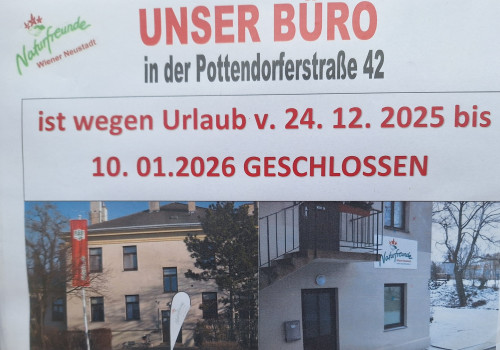 Naturfreunde
Wiener Neustadt
UNSER BÜRO
in der Pottendorferstraße 42
ist wegen Urlaub v. 24. 12. 2025 bis
10. 01.2026 GESCHLOSSEN
Naturfreunde